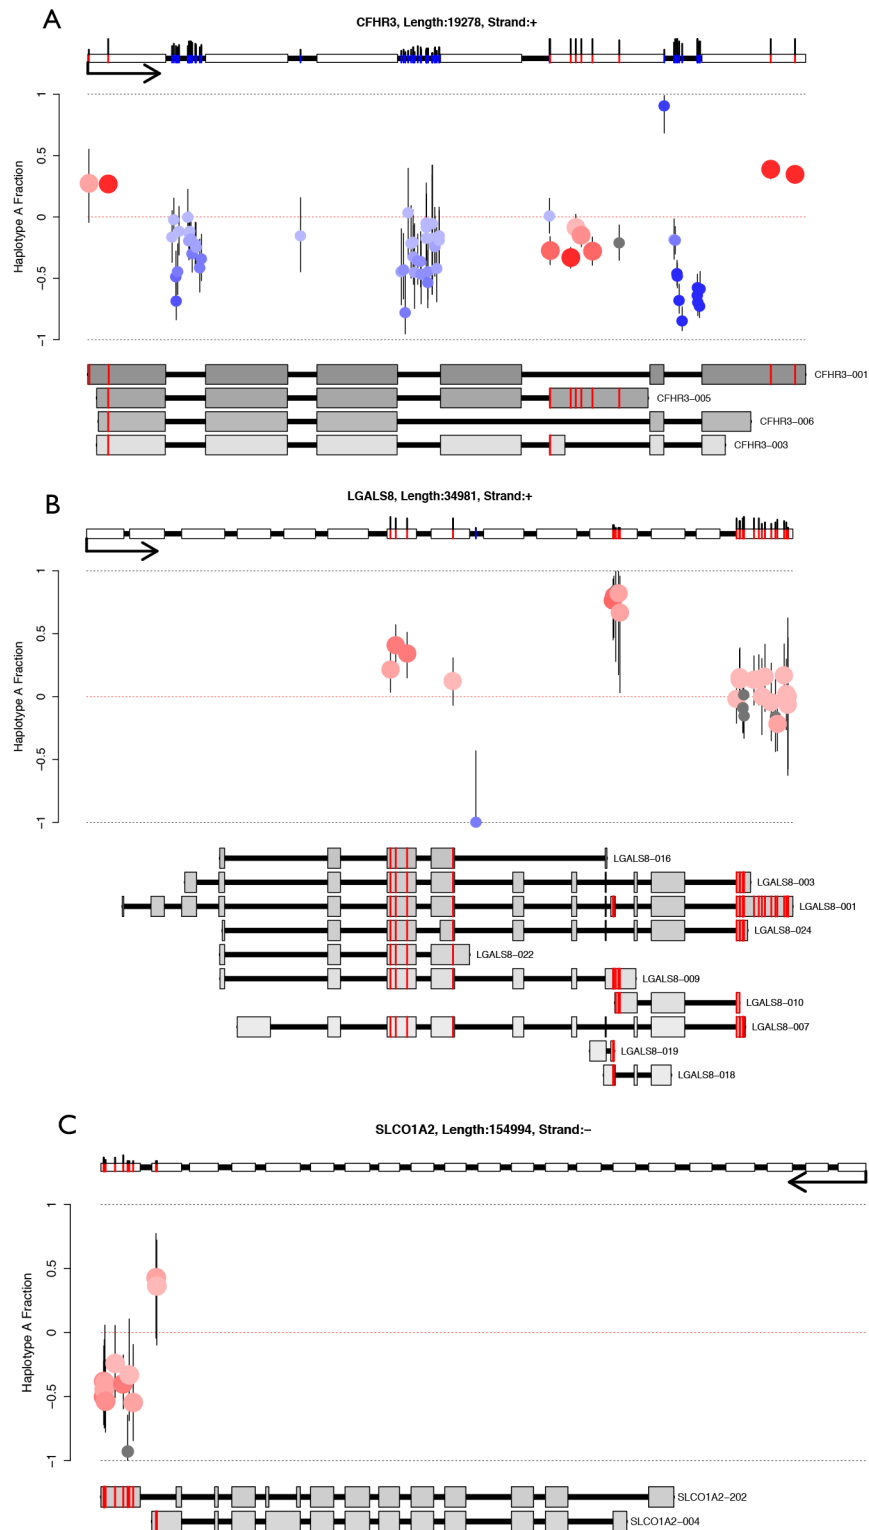 A
CFHR3, Length:19278, Strand:+
1
0.5
0
−0.5
−1
Haplotype A Fraction
CFHR3−001
CFHR3−005
CFHR3−006
CFHR3−003
B
LGALS8, Length:34981, Strand:+
1
0.5
0
−0.5
−1
Haplotype A Fraction
LGALS8−016
LGALS8−003
LGALS8−001
LGALS8−024
LGALS8−022
LGALS8−009
LGALS8−010
LGALS8−007
LGALS8−019
LGALS8−018
C
SLCO1A2, Length:154994, Strand:−
1
0.5
0
−0.5
−1
Haplotype A Fraction
SLCO1A2−202
SLCO1A2−004